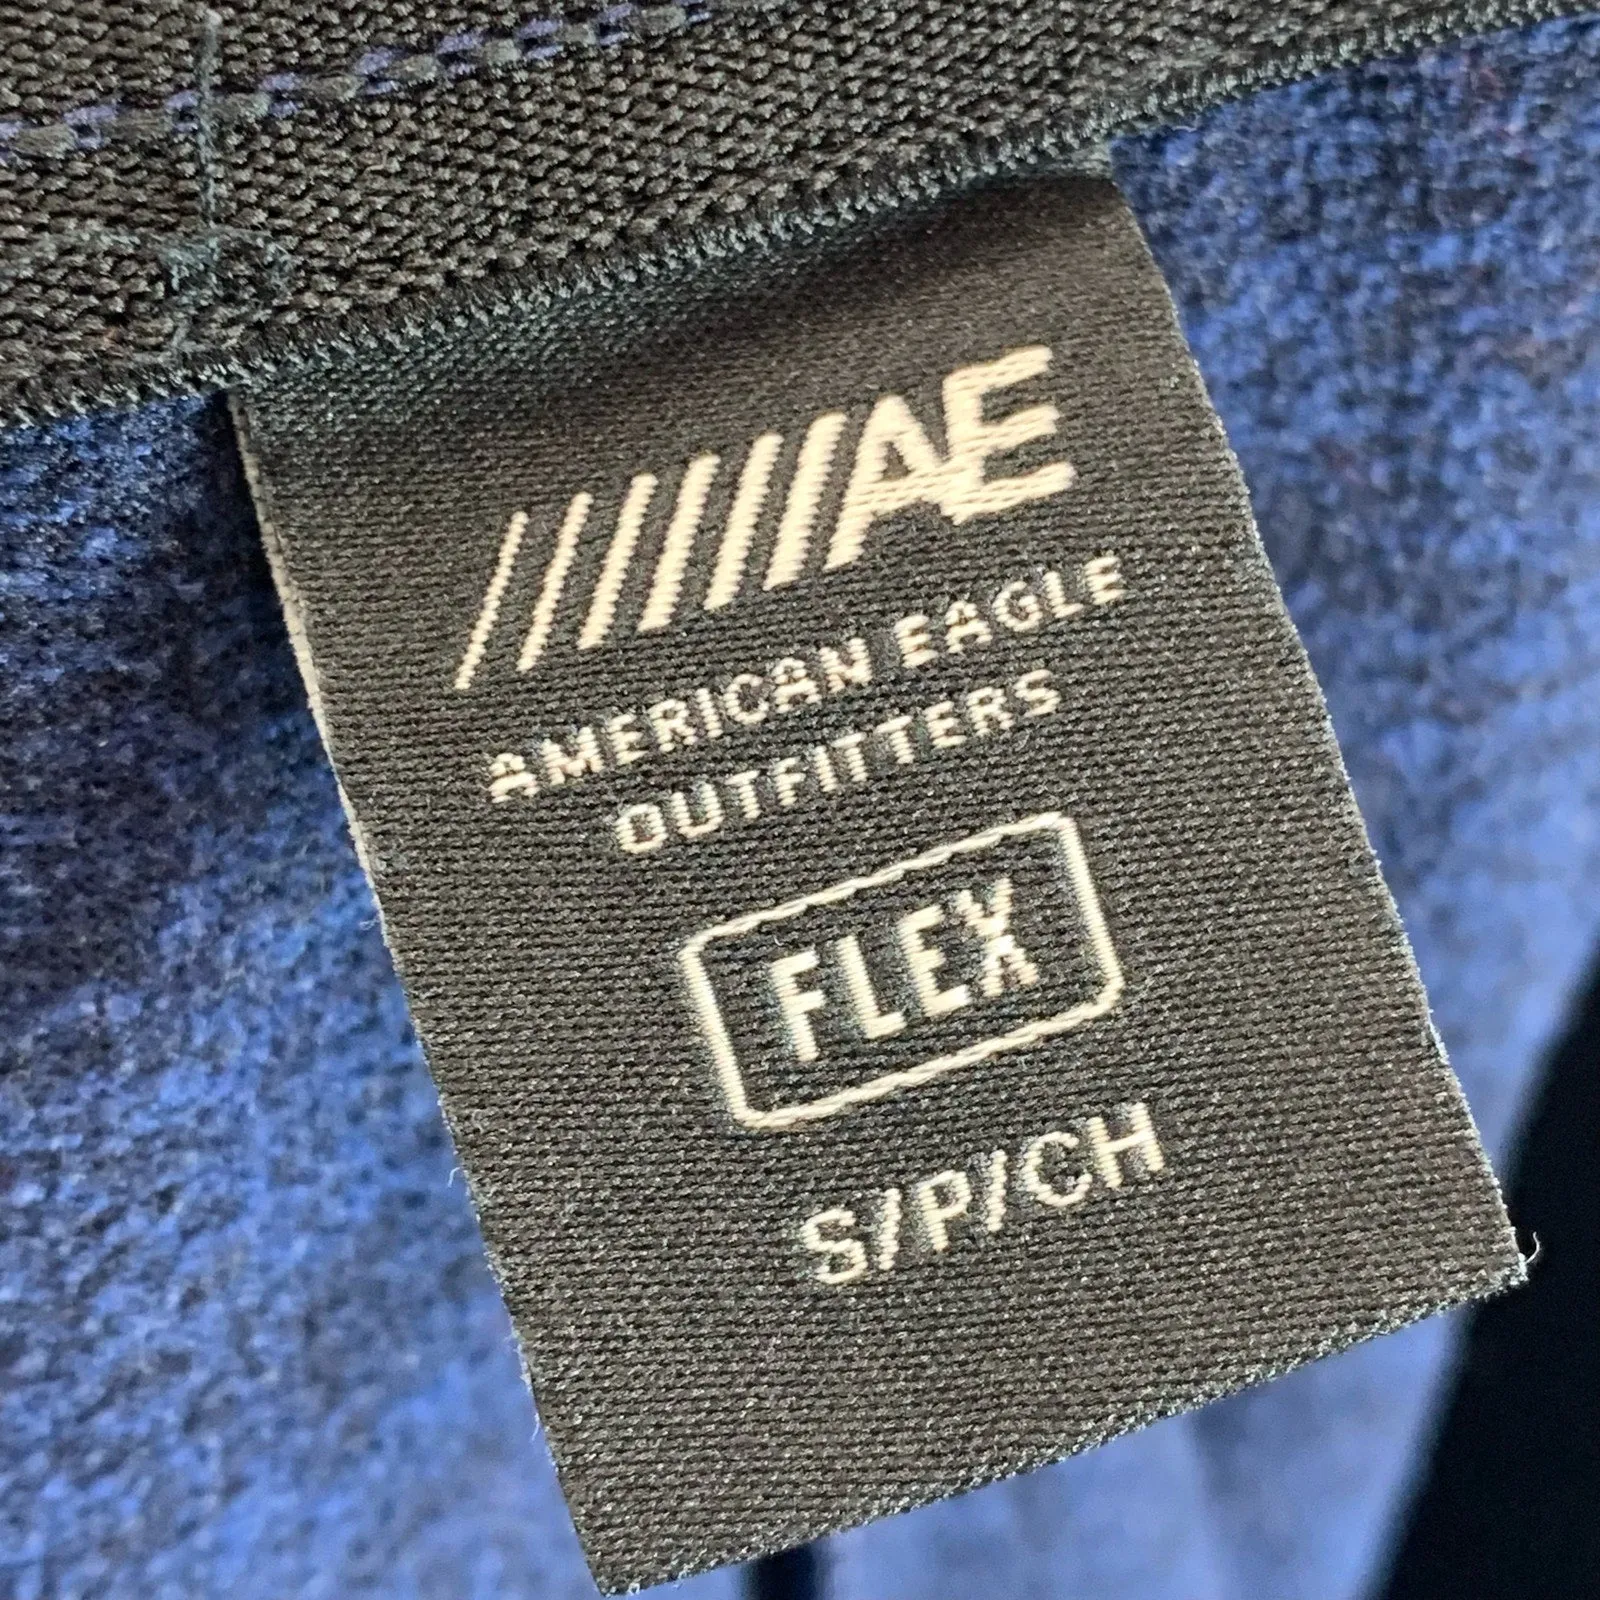 AE
AMERICAN EAGLE
OUTFITTERS
FLEX
S/P/CH